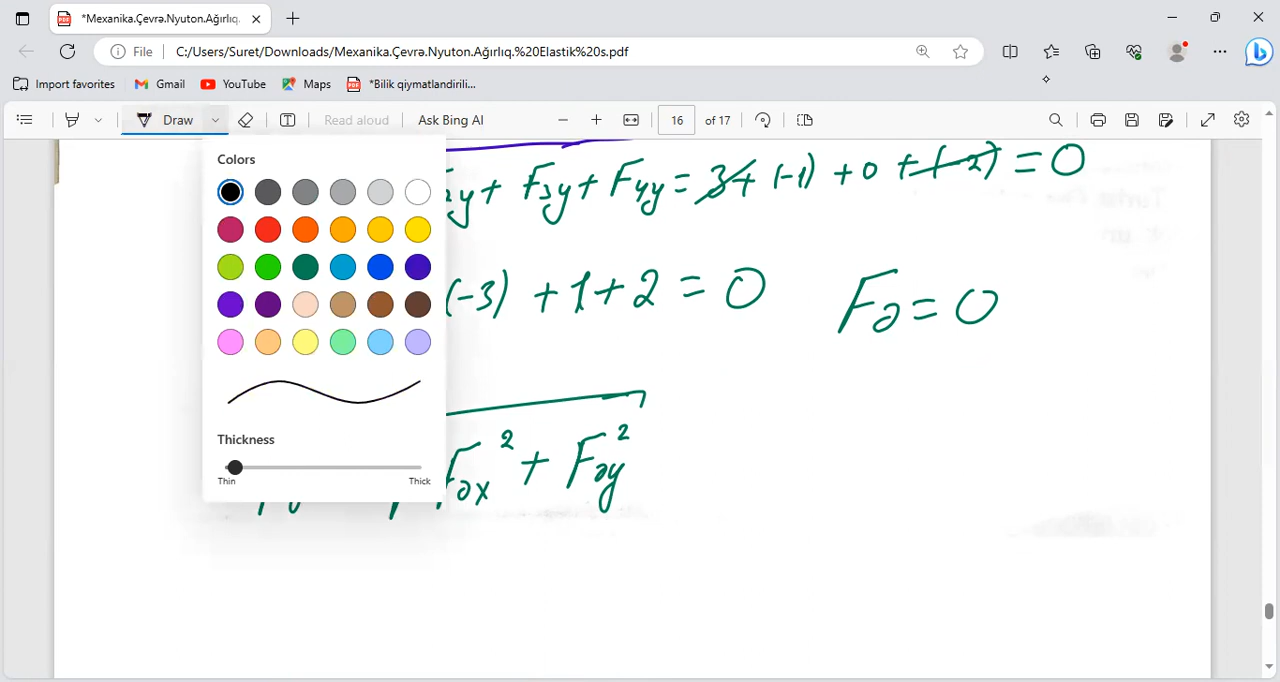 *Mexanika.Çevrə.Nyuton.Ağırlıq.
File C:/Users/Suret/Downloads/Mexanika.Çevrə.Nyuton.Ağırlıq.%20Elastik%20s.pdf
Import favorites Gmail YouTube Maps *Bilik qiymatlandirili...
Draw Read aloud Ask Bing AI 16 of 17
y + F3y + F4y = 3 + (-1) + 0 + (-2) = 0
Colors
(-3) + 1 + 2 = 0 F∂ = 0
F∂x² + F∂y²
Thickness
Thin Thick